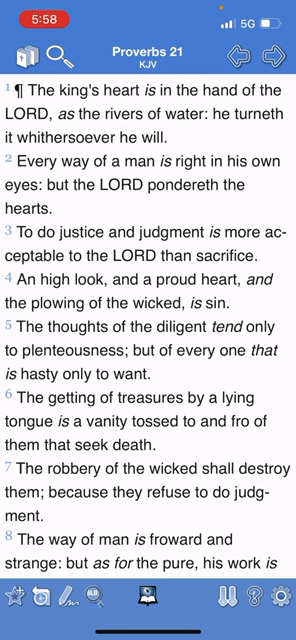 5:58
5G
Proverbs 21
KJV
1 ¶ The king's heart is in the hand of the
LORD, as the rivers of water: he turneth
it whithersoever he will.
2 Every way of a man is right in his own
eyes: but the LORD pondereth the
hearts.
3 To do justice and judgment is more ac-
ceptable to the LORD than sacrifice.
4 An high look, and a proud heart, and
the plowing of the wicked, is sin.
5 The thoughts of the diligent tend only
to plenteousness; but of every one that
is hasty only to want.
6 The getting of treasures by a lying
tongue is a vanity tossed to and fro of
them that seek death.
7 The robbery of the wicked shall destroy
them; because they refuse to do judg-
ment.
8 The way of man is froward and
strange: but as for the pure, his work is
BLB